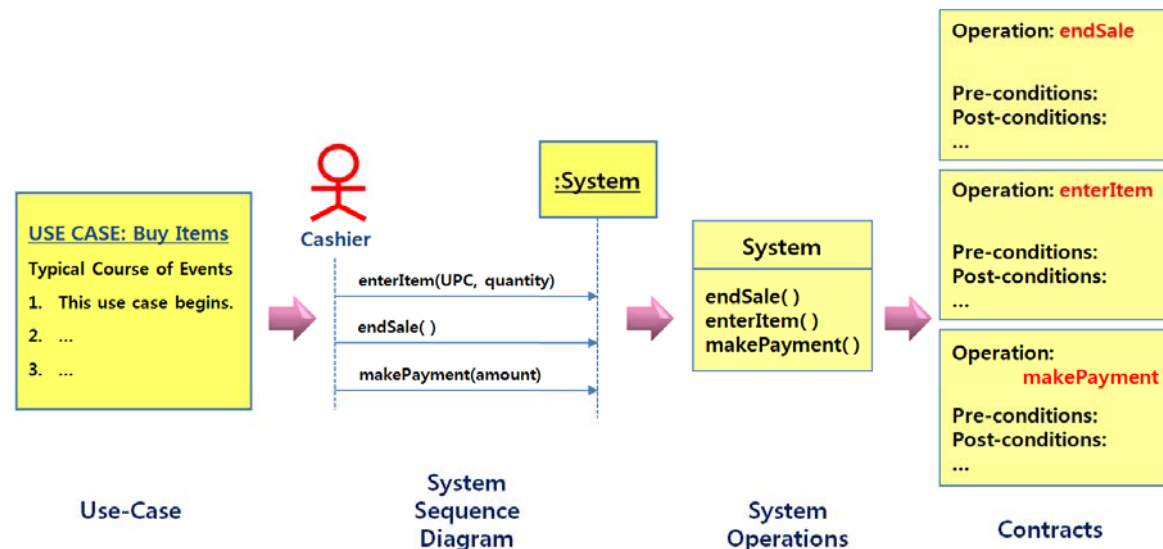 USE CASE: Buy Items
Typical Course of Events
1. This use case begins.
2. ...
3. ...
Use-Case
:System
Cashier
enterItem(UPC, quantity)
endSale( )
makePayment(amount)
System
Sequence
Diagram
System
endSale( )
enterItem( )
makePayment( )
System
Operations
Operation: endSale
Pre-conditions:
Post-conditions:
...
Operation: enterItem
Pre-conditions:
Post-conditions:
...
Operation:
makePayment
Pre-conditions:
Post-conditions:
...
Contracts